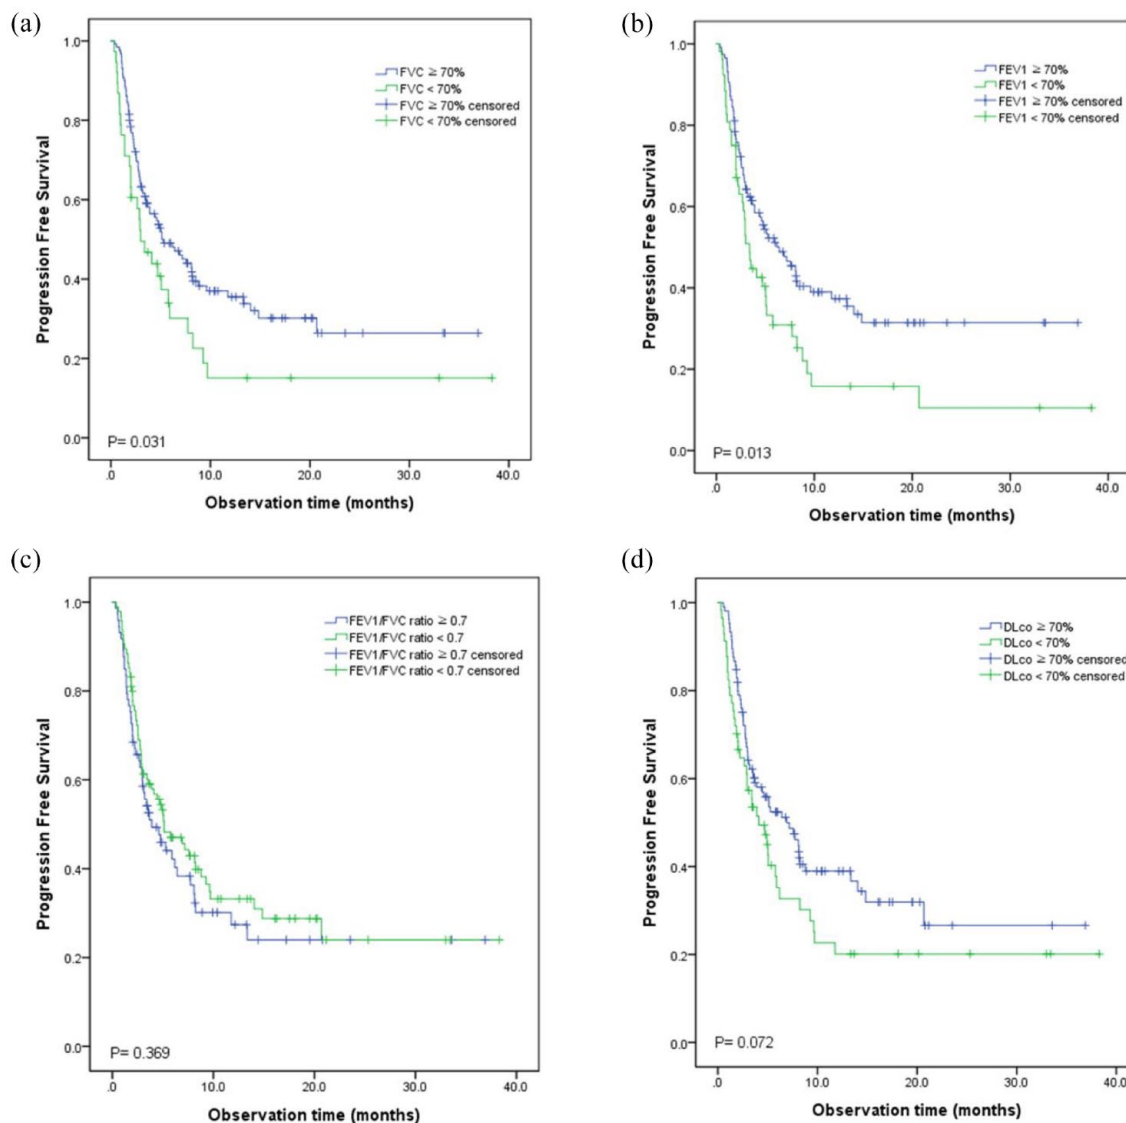 (a)
FVC ≥ 70%
FVC < 70%
FVC ≥ 70% censored
FVC < 70% censored
Progression Free Survival
1.0
0.8
0.6
0.4
0.2
0.0
P= 0.031
.0 10.0 20.0 30.0 40.0
Observation time (months)
(b)
FEV1 ≥ 70%
FEV1 < 70%
FEV1 ≥ 70% censored
FEV1 < 70% censored
Progression Free Survival
1.0
0.8
0.6
0.4
0.2
0.0
P= 0.013
.0 10.0 20.0 30.0 40.0
Observation time (months)
(c)
FEV1/FVC ratio ≥ 0.7
FEV1/FVC ratio < 0.7
FEV1/FVC ratio ≥ 0.7 censored
FEV1/FVC ratio < 0.7 censored
Progression Free Survival
1.0
0.8
0.6
0.4
0.2
0.0
P= 0.369
.0 10.0 20.0 30.0 40.0
Observation time (months)
(d)
DLco ≥ 70%
DLco < 70%
DLco ≥ 70% censored
DLco < 70% censored
Progression Free Survival
1.0
0.8
0.6
0.4
0.2
0.0
P= 0.072
.0 10.0 20.0 30.0 40.0
Observation time (months)